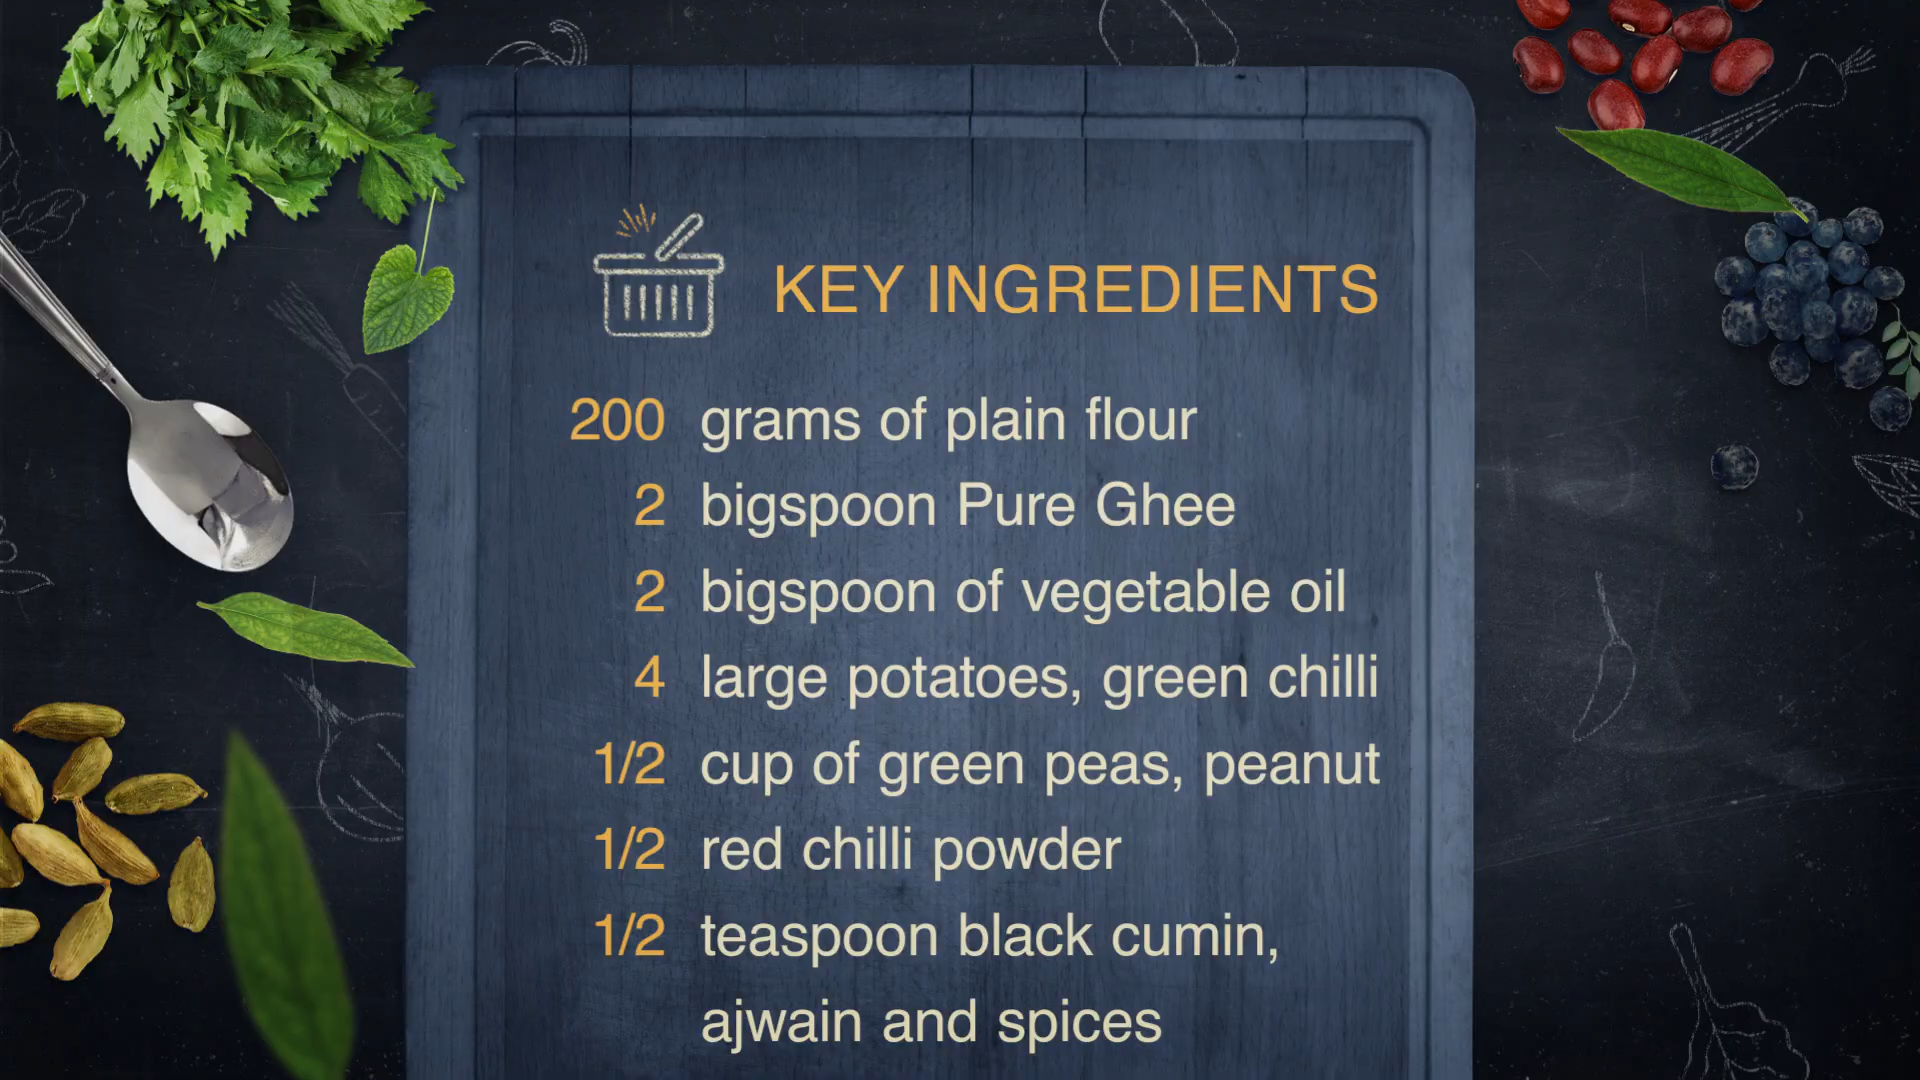 KEY INGREDIENTS
200 grams of plain flour
2 bigspoon Pure Ghee
2 bigspoon of vegetable oil
4 large potatoes, green chilli
1/2 cup of green peas, peanut
1/2 red chilli powder
1/2 teaspoon black cumin,
ajwain and spices